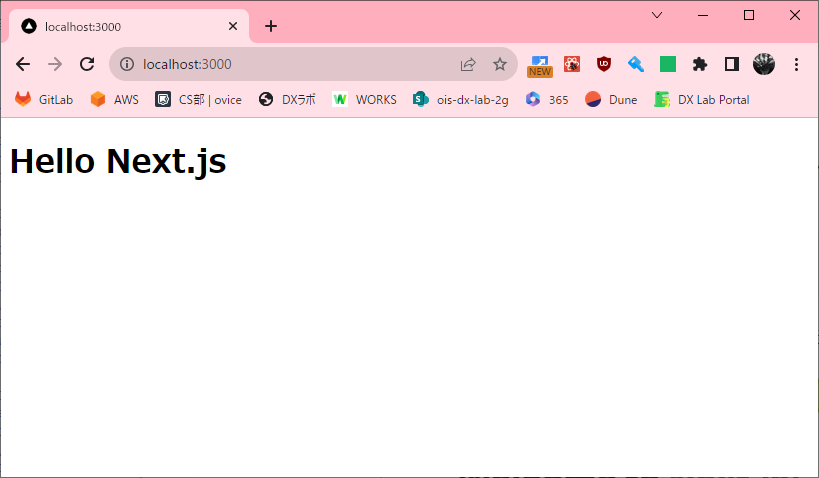 localhost:3000
localhost:3000
NEW
GitLab AWS CS部 | ovice DXラボ WORKS ois-dx-lab-2g 365 Dune DX Lab Portal
Hello Next.js